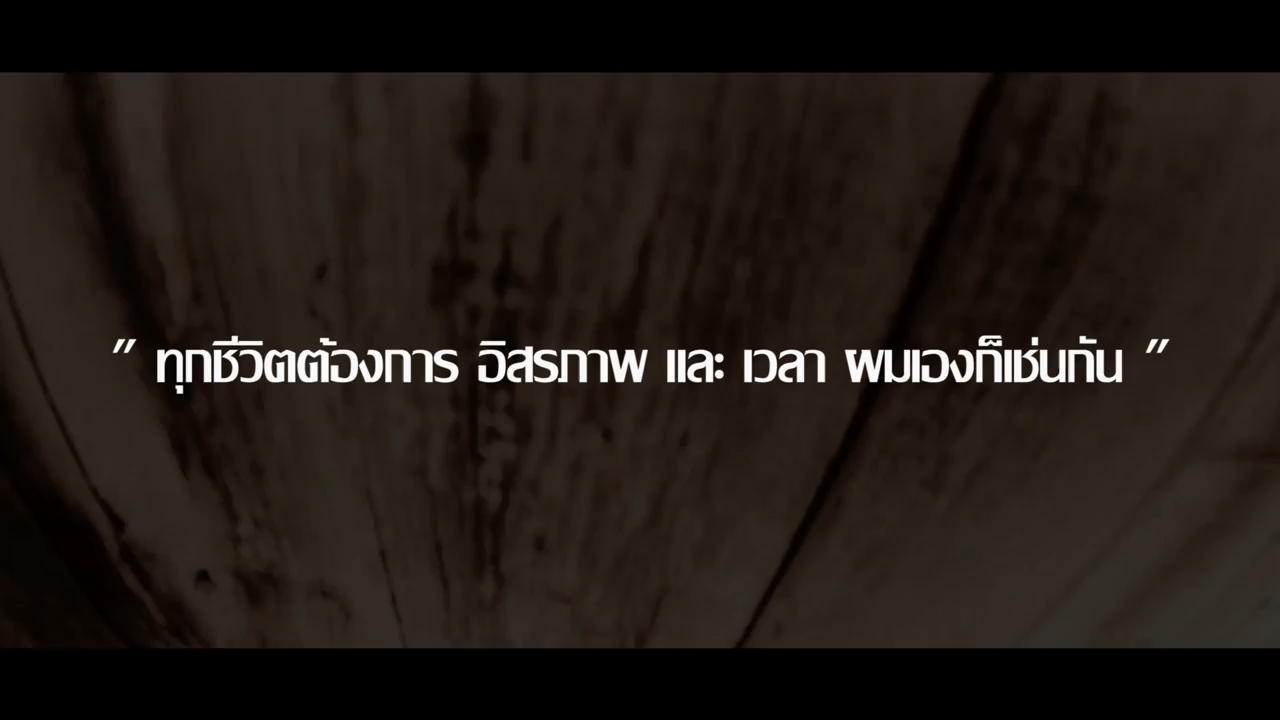 " ทุกชีวิตต้องการ อิสรภาพ และ เวลา ผมเองก็เช่นกัน "